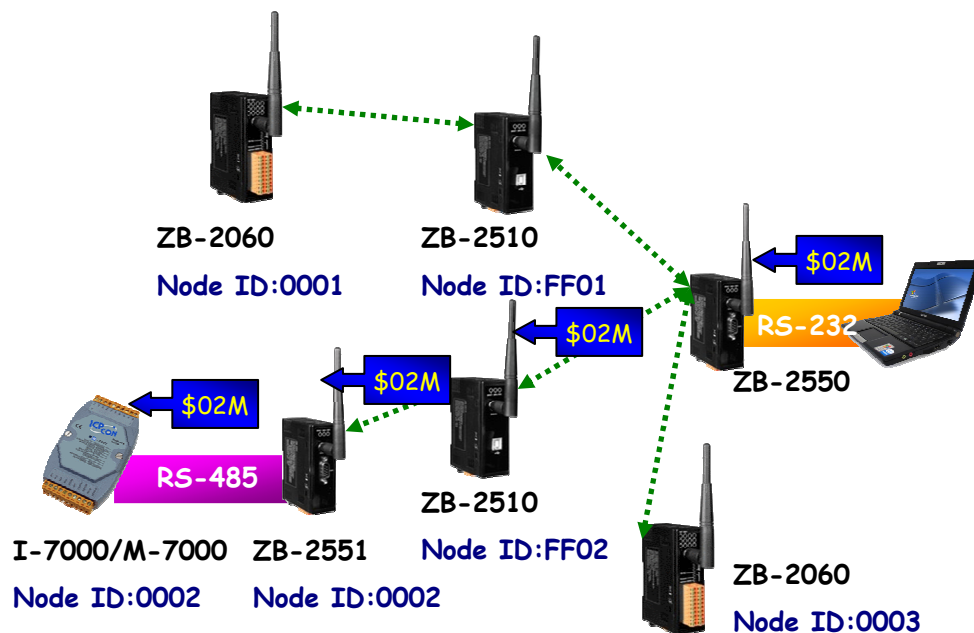 ZB-2060
Node ID:0001
ZB-2510
Node ID:FF01
$02M
RS-232
ZB-2550
$02M
$02M
$02M
ICP
CON
RS-485
I-7000/M-7000
Node ID:0002
ZB-2551
Node ID:0002
ZB-2510
Node ID:FF02
ZB-2060
Node ID:0003